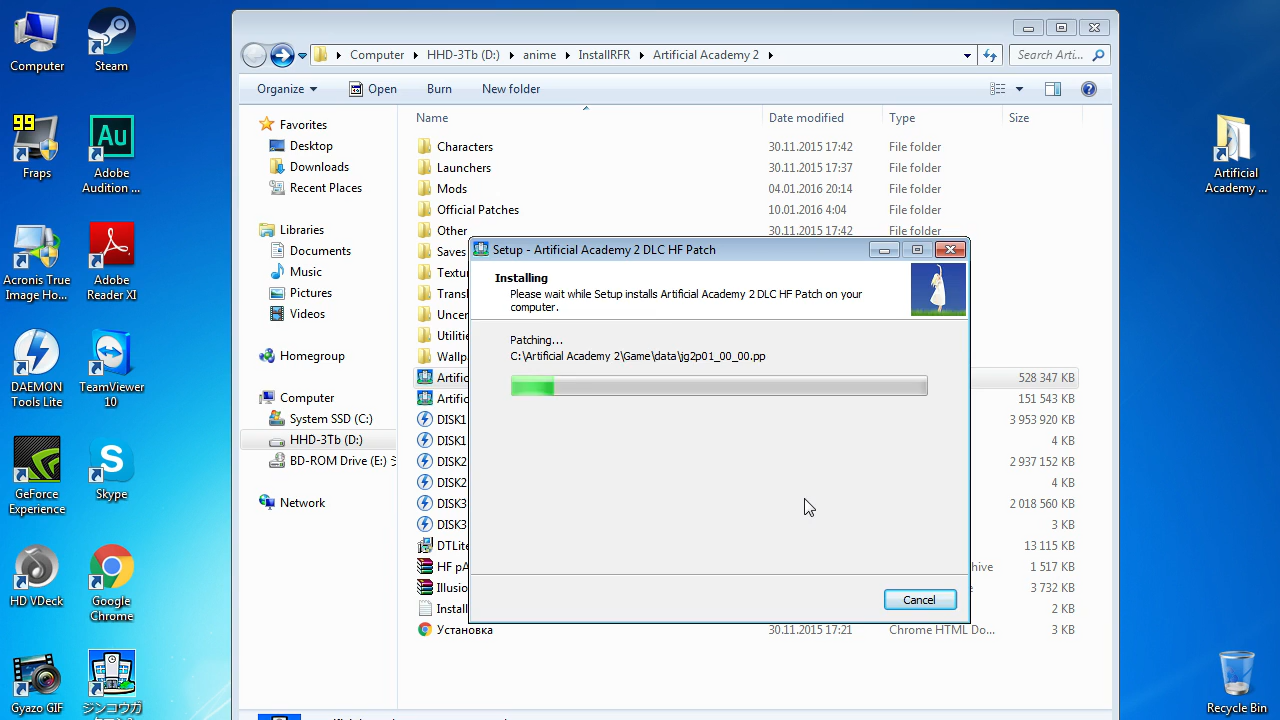 Computer
Steam
Fraps
99
Au
Adobe
Audition ...
Acronis True
Image Ho...
Adobe
Reader XI
DAEMON
Tools Lite
TeamViewer
10
GeForce
Experience
Skype
HD VDeck
Google
Chrome
Gyazo GIF
ジンコウガ
Artificial
Academy ...
Recycle Bin
Computer
HHD-3Tb (D:)
anime
InstallRFR
Artificial Academy 2
Search Arti...
Organize
Open
Burn
New folder
Favorites
Desktop
Downloads
Recent Places
Libraries
Documents
Music
Pictures
Videos
Homegroup
Computer
System SSD (C:)
HHD-3Tb (D:)
BD-ROM Drive (E:)
Network
Name Date modified Type Size
Characters 30.11.2015 17:42 File folder
Launchers 30.11.2015 17:37 File folder
Mods 04.01.2016 20:14 File folder
Official Patches 10.01.2016 4:04 File folder
Other 30.11.2015 17:42 File folder
Saves
Textu
Trans
Uncen
Utilitie
Wallp
Artific 528 347 KB
Artific 151 543 KB
DISK1 3 953 920 KB
DISK1 4 KB
DISK2 2 937 152 KB
DISK2 4 KB
DISK3 2 018 560 KB
DISK3 3 KB
DTLite 13 115 KB
HF pA hive 1 517 KB
Illusio e 3 732 KB
Install 2 KB
Установка 30.11.2015 17:21 Chrome HTML Do... 3 KB
Setup - Artificial Academy 2 DLC HF Patch
Installing
Please wait while Setup installs Artificial Academy 2 DLC HF Patch on your
computer.
Patching...
C:\Artificial Academy 2\Game\data\jg2p01_00_00.pp
Cancel